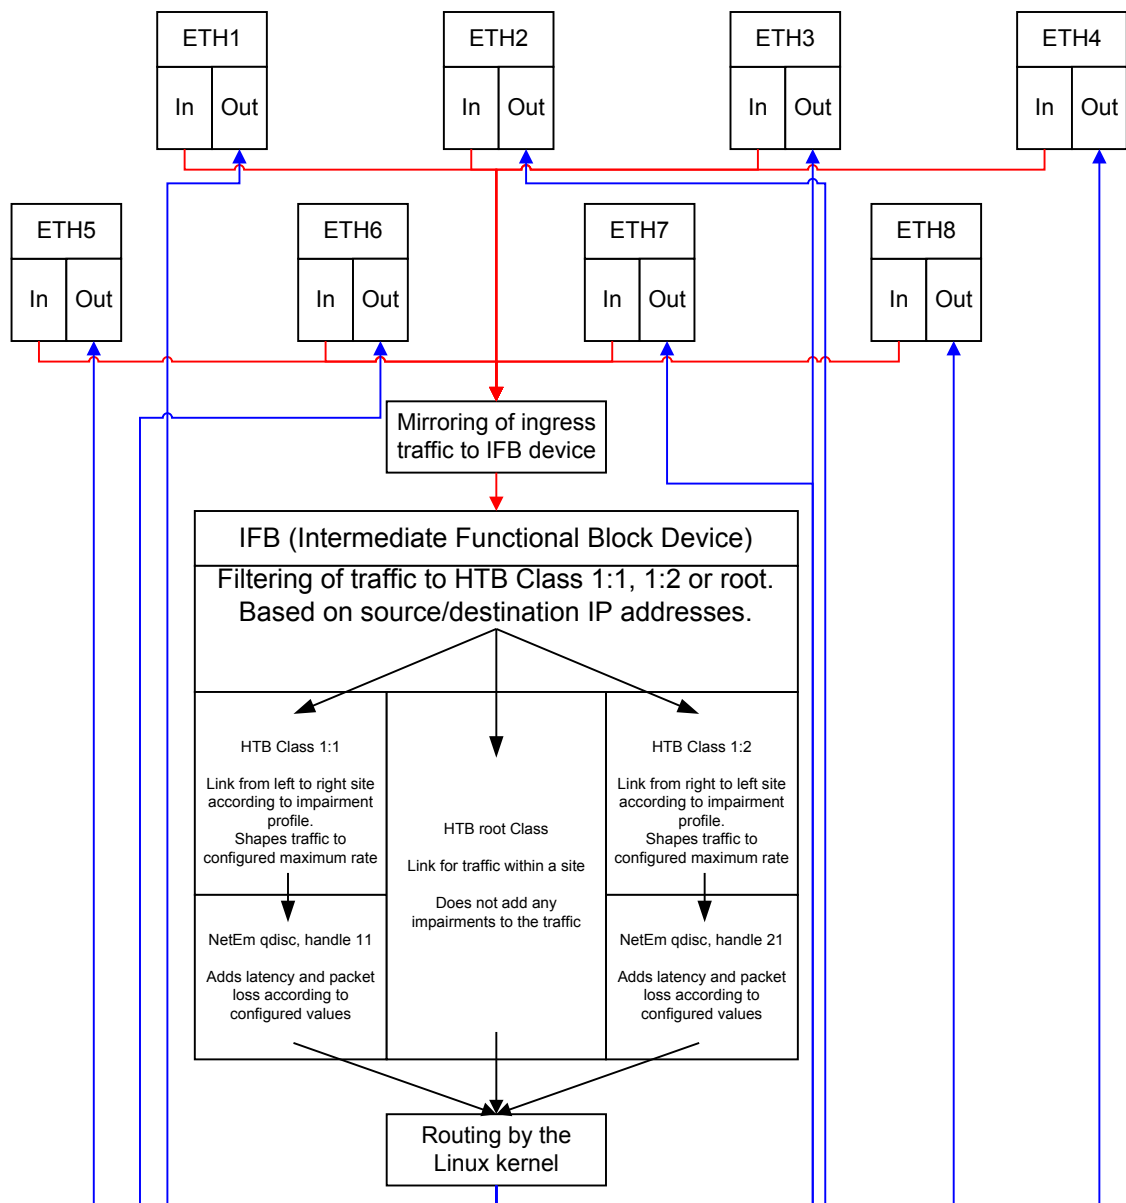 ETH1
In Out
ETH2
In Out
ETH3
In Out
ETH4
In Out
ETH5
In Out
ETH6
In Out
ETH7
In Out
ETH8
In Out
Mirroring of ingress
traffic to IFB device
IFB (Intermediate Functional Block Device)
Filtering of traffic to HTB Class 1:1, 1:2 or root.
Based on source/destination IP addresses.
HTB Class 1:1
Link from left to right site
according to impairment
profile.
Shapes traffic to
configured maximum rate
NetEm qdisc, handle 11
Adds latency and packet
loss according to
configured values
HTB root Class
Link for traffic within a site
Does not add any
impairments to the traffic
HTB Class 1:2
Link from right to left site
according to impairment
profile.
Shapes traffic to
configured maximum rate
NetEm qdisc, handle 21
Adds latency and packet
loss according to
configured values
Routing by the
Linux kernel